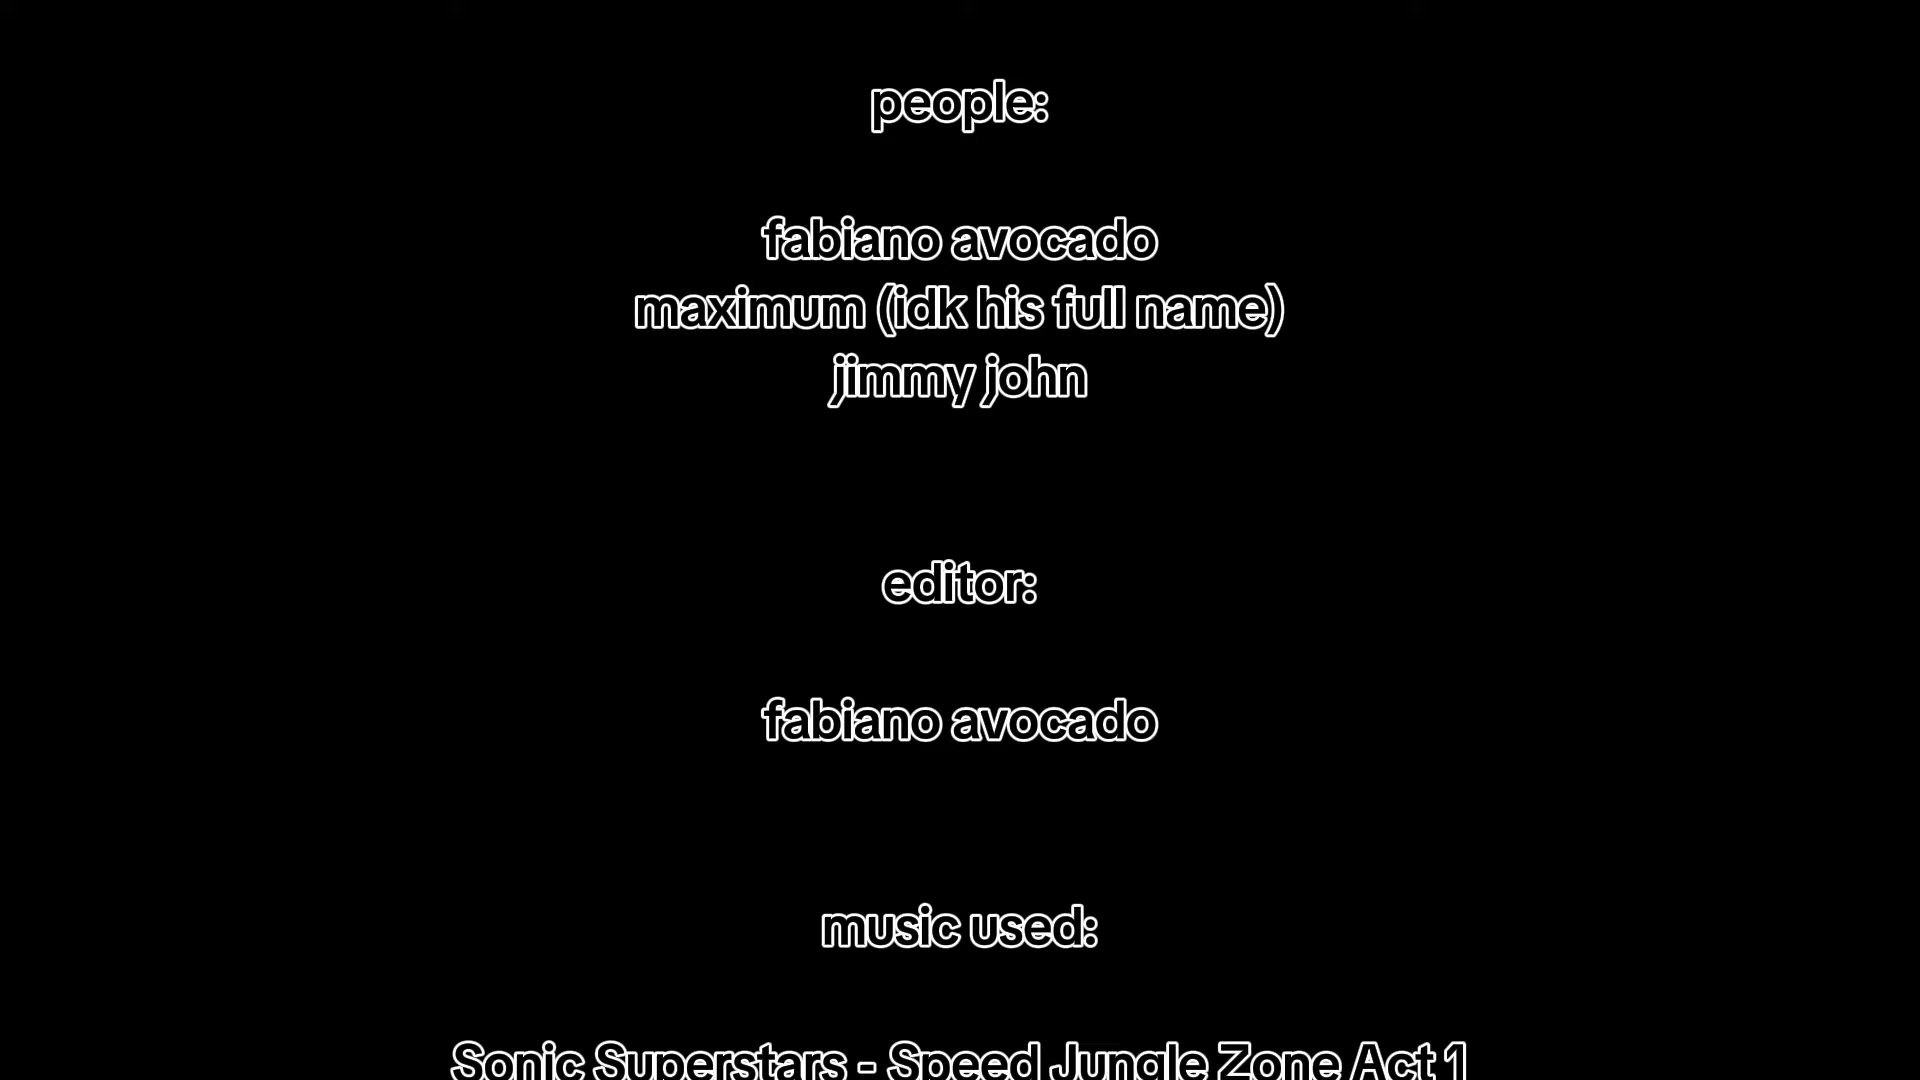 people:
fabiano avocado
maximum (idk his full name)
jimmy john
editor:
fabiano avocado
music used:
Sonic Superstars - Speed Jungle Zone Act 1